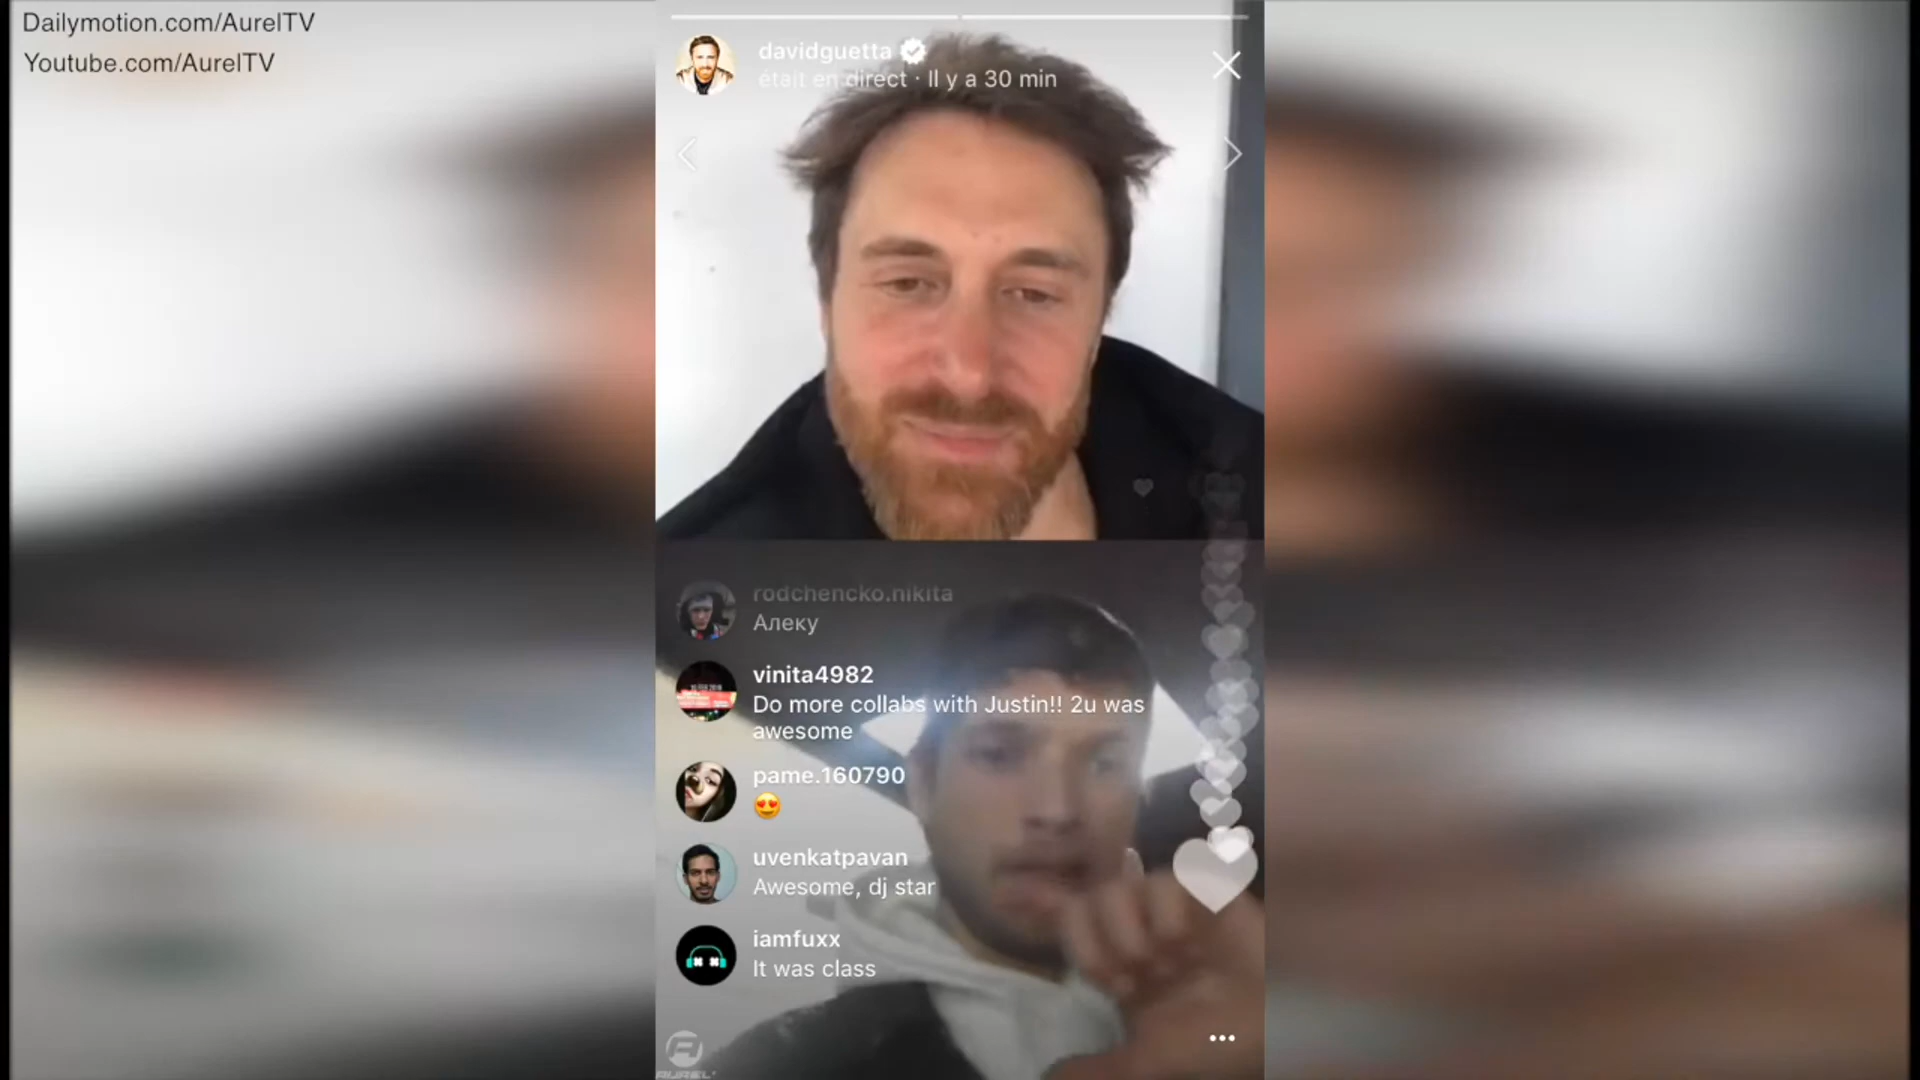 Dailymotion.com/AurelTV
Youtube.com/AurelTV
davidguetta
était en direct · Il y a 30 min
rodchencko.nikita
Алеку
vinita4982
Do more collabs with Justin!! 2u was
awesome
pame.160790
😍
uvenkatpavan
Awesome, dj star
iamfuxx
It was class
AUREL